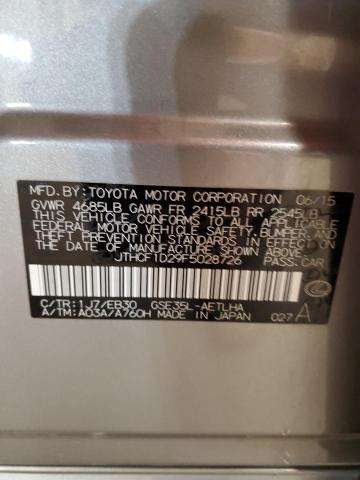 MFD. BY: TOYOTA MOTOR CORPORATION 06/15
GVWR 4685LB GAWR FR 2415LB RR 2545LB
THIS VEHICLE CONFORMS TO ALL APPLICABLE
FEDERAL MOTOR VEHICLE SAFETY, BUMPER, AND
THEFT PREVENTION STANDARDS IN EFFECT ON
THE DATE OF MANUFACTURE SHOWN ABOVE.
JTHCF1D29F5028726 PASS.CAR
C/TR: 1J7/EB30 GSE35L-AETLHA
A/TM: A03A/A760H MADE IN JAPAN 027A